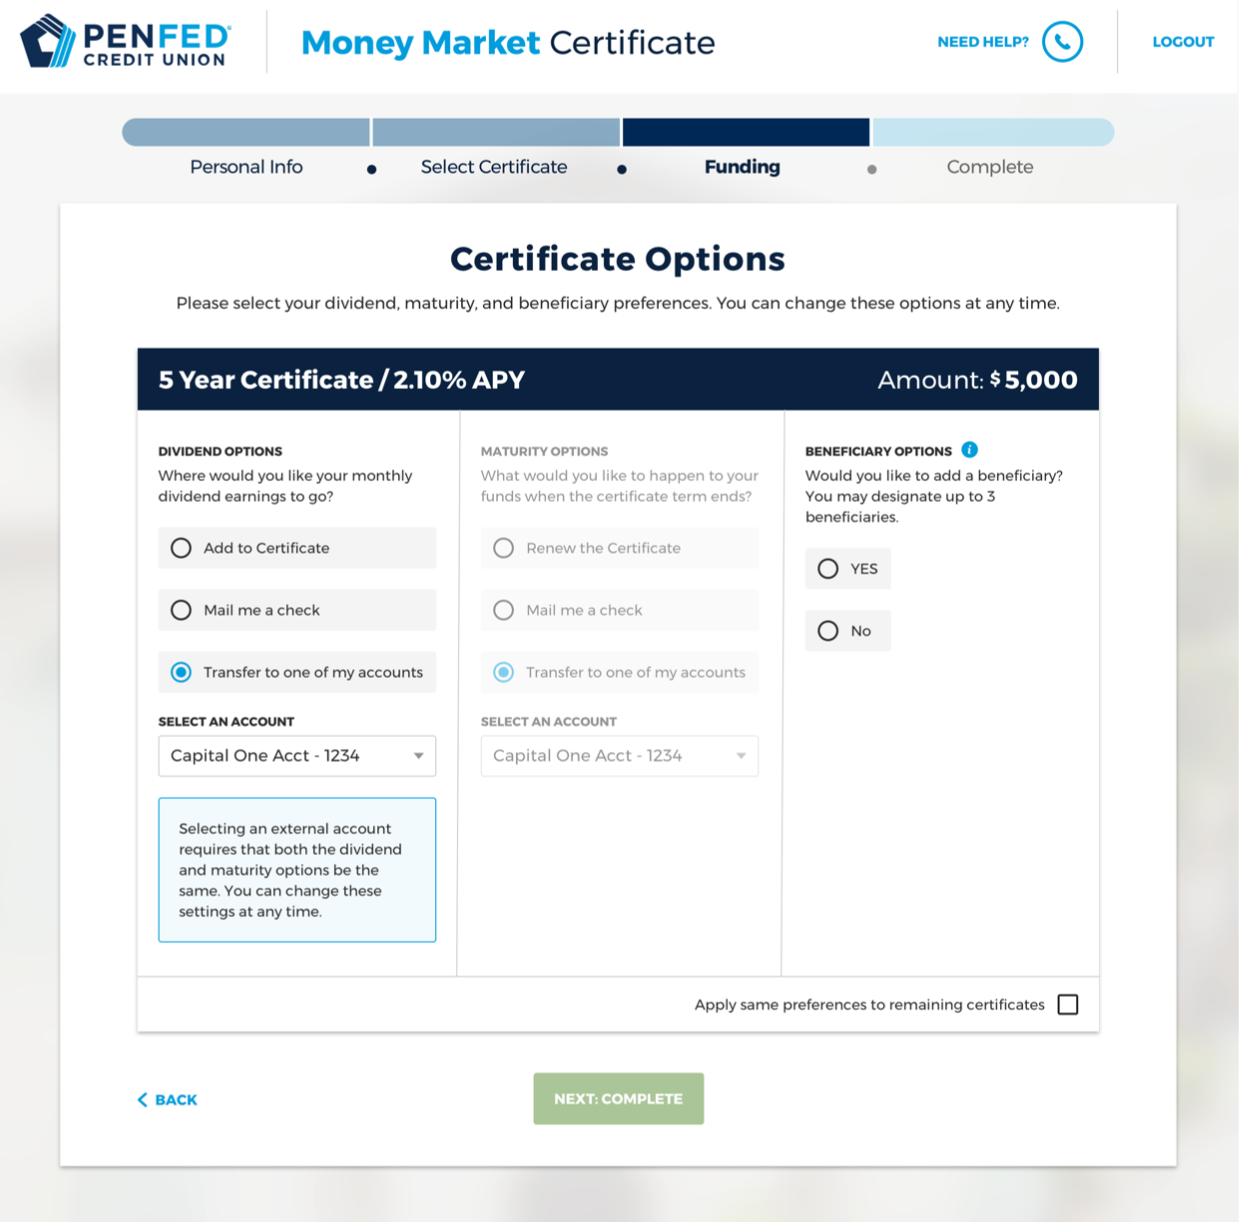 PENFED
CREDIT UNION
Money Market Certificate
NEED HELP?
LOGOUT
Personal Info
Select Certificate
Funding
Complete
Certificate Options
Please select your dividend, maturity, and beneficiary preferences. You can change these options at any time.
5 Year Certificate / 2.10% APY
Amount: $5,000
DIVIDEND OPTIONS
Where would you like your monthly
dividend earnings to go?
Add to Certificate
Mail me a check
Transfer to one of my accounts
SELECT AN ACCOUNT
Capital One Acct - 1234
Selecting an external account
requires that both the dividend
and maturity options be the
same. You can change these
settings at any time.
MATURITY OPTIONS
What would you like to happen to your
funds when the certificate term ends?
Renew the Certificate
Mail me a check
Transfer to one of my accounts
SELECT AN ACCOUNT
Capital One Acct - 1234
BENEFICIARY OPTIONS i
Would you like to add a beneficiary?
You may designate up to 3
beneficiaries.
YES
No
Apply same preferences to remaining certificates
BACK
NEXT: COMPLETE